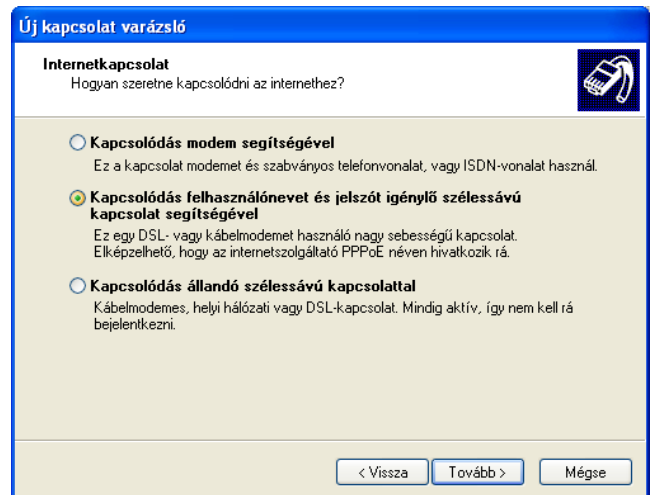 Új kapcsolat varázsló
Internetkapcsolat
Hogyan szeretne kapcsolódni az internethez?
Kapcsolódás modem segítségével
Ez a kapcsolat modemet és szabványos telefonvonalat, vagy ISDN-vonalat használ.
Kapcsolódás felhasználónevet és jelszót igénylő szélessávú
kapcsolat segítségével
Ez egy DSL- vagy kábelmodemet használó nagy sebességű kapcsolat.
Elképzelhető, hogy az internetszolgáltató PPPoE néven hivatkozik rá.
Kapcsolódás állandó szélessávú kapcsolattal
Kábelmodemes, helyi hálózati vagy DSL-kapcsolat. Mindig aktív, így nem kell rá
bejelentkezni.
< Vissza Tovább > Mégse